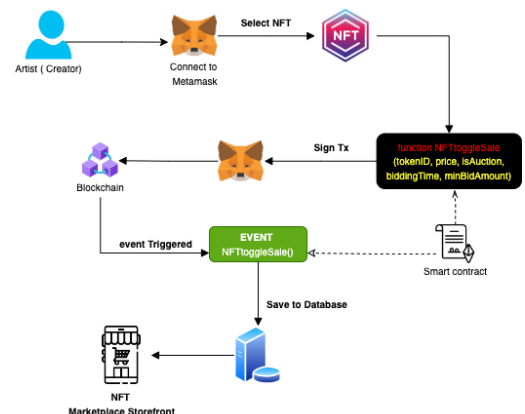 Select NFT
NFT
Artist ( Creator)
Connect to
Metamask
function NFTtoggleSale
(tokenID, price, isAuction,
biddingTime, minBidAmount)
Sign Tx
Blockchain
event Triggered
EVENT
NFTtoggleSale()
Smart contract
Save to Database
NFT
Marketplace Storefront